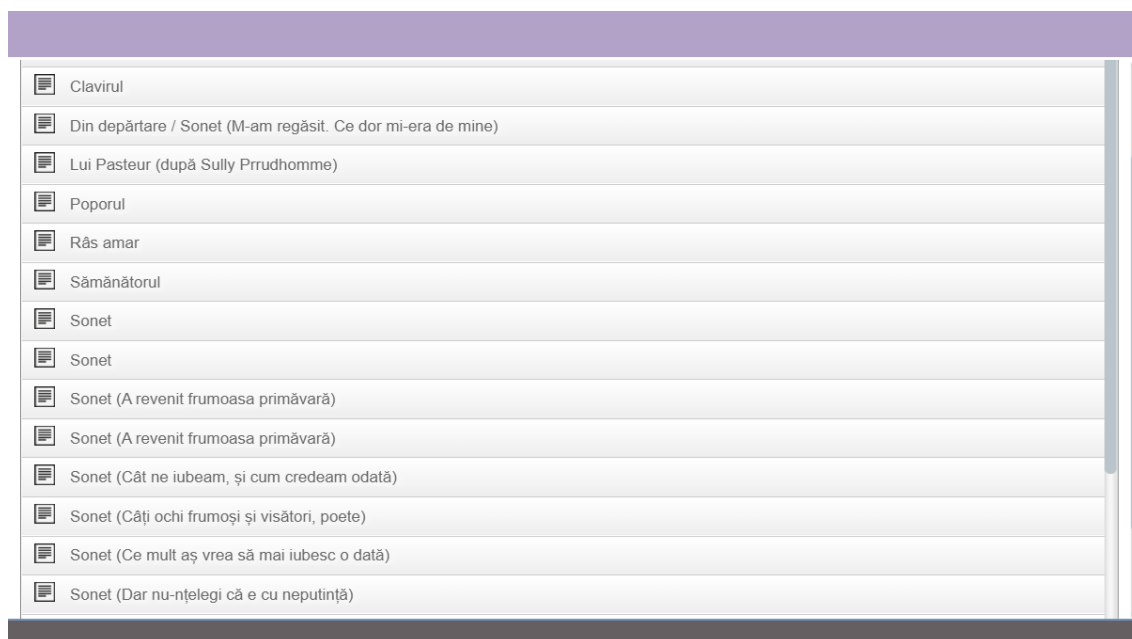 Clavirul
Din depărtare / Sonet (M-am regăsit. Ce dor mi-era de mine)
Lui Pasteur (după Sully Prrudhomme)
Poporul
Râs amar
Sămănătorul
Sonet
Sonet
Sonet (A revenit frumoasa primăvară)
Sonet (A revenit frumoasa primăvară)
Sonet (Cât ne iubeam, și cum credeam odată)
Sonet (Câți ochi frumoși și visători, poete)
Sonet (Ce mult aș vrea să mai iubesc o dată)
Sonet (Dar nu-nțelegi că e cu neputință)